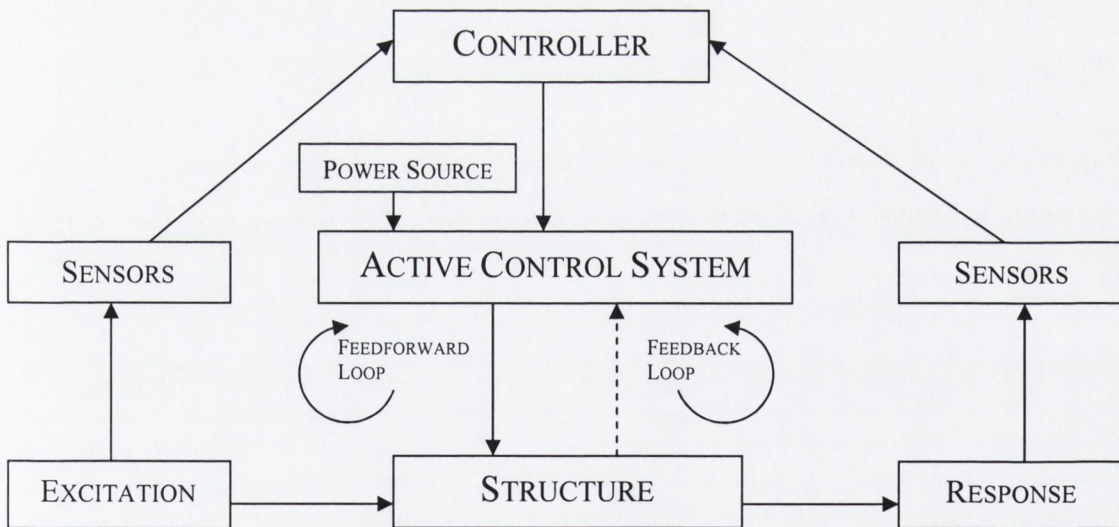 CONTROLLER
POWER SOURCE
SENSORS
ACTIVE CONTROL SYSTEM
SENSORS
FEEDFORWARD
LOOP
FEEDBACK
LOOP
EXCITATION
STRUCTURE
RESPONSE